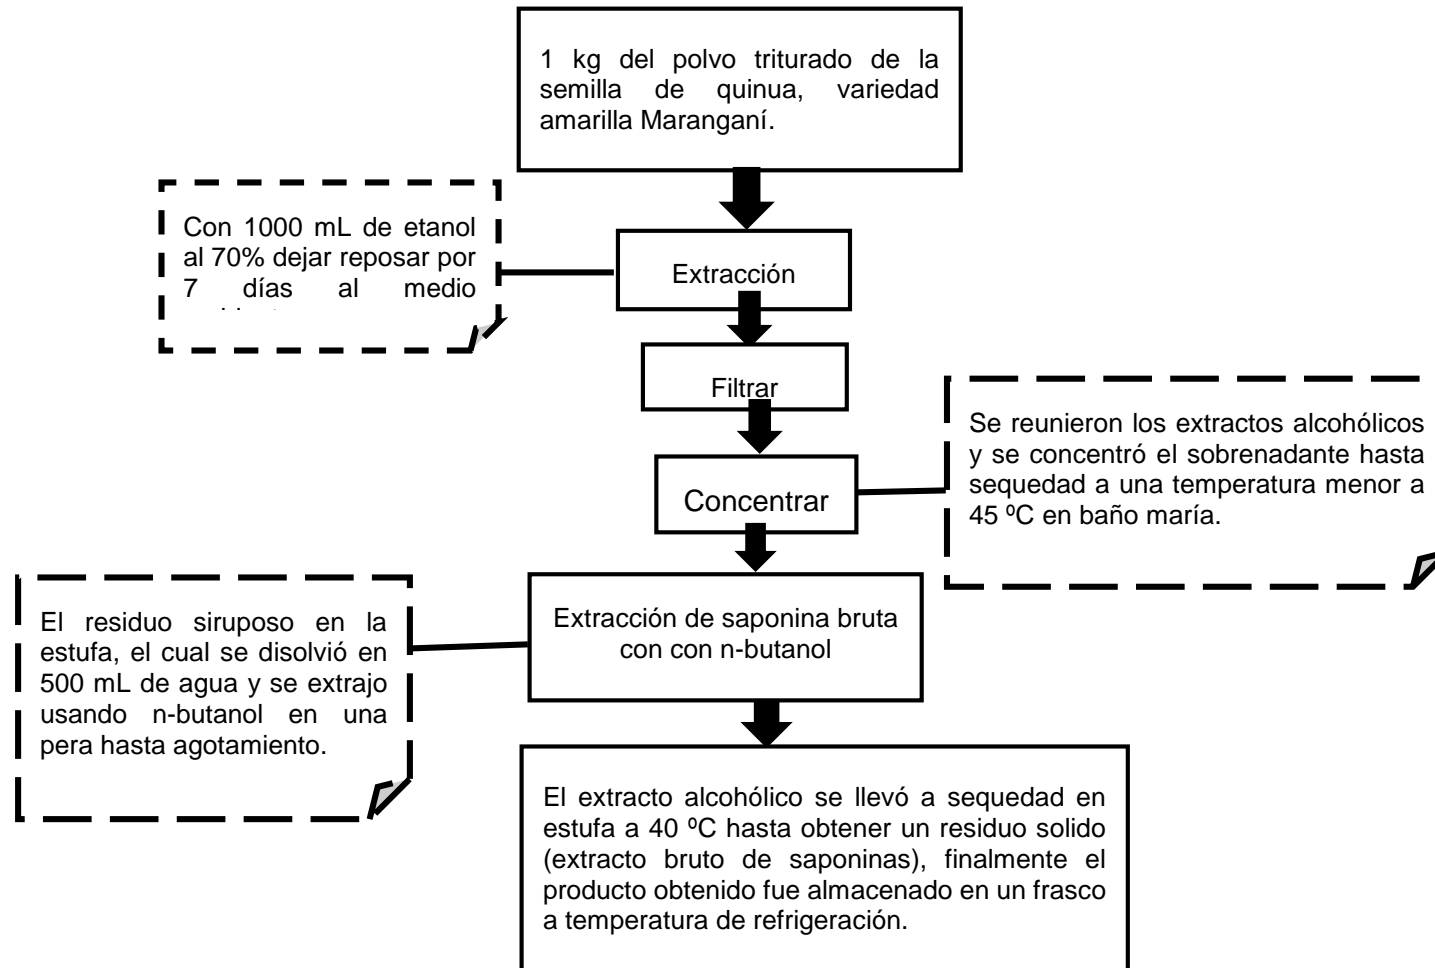 1 kg del polvo triturado de la
semilla de quinua, variedad
amarilla Maranganí.
Con 1000 mL de etanol
al 70% dejar reposar por
7 días al medio
Extracción
Filtrar
Se reunieron los extractos alcohólicos
y se concentró el sobrenadante hasta
sequedad a una temperatura menor a
45 ºC en baño maría.
Concentrar
El residuo siruposo en la
estufa, el cual se disolvió en
500 mL de agua y se extrajo
usando n-butanol en una
pera hasta agotamiento.
Extracción de saponina bruta
con con n-butanol
El extracto alcohólico se llevó a sequedad en
estufa a 40 ºC hasta obtener un residuo solido
(extracto bruto de saponinas), finalmente el
producto obtenido fue almacenado en un frasco
a temperatura de refrigeración.